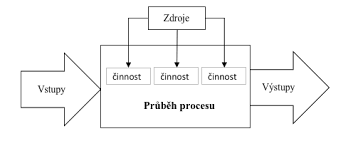 Zdroje
činnost činnost činnost
Vstupy
Výstupy
Průběh procesu